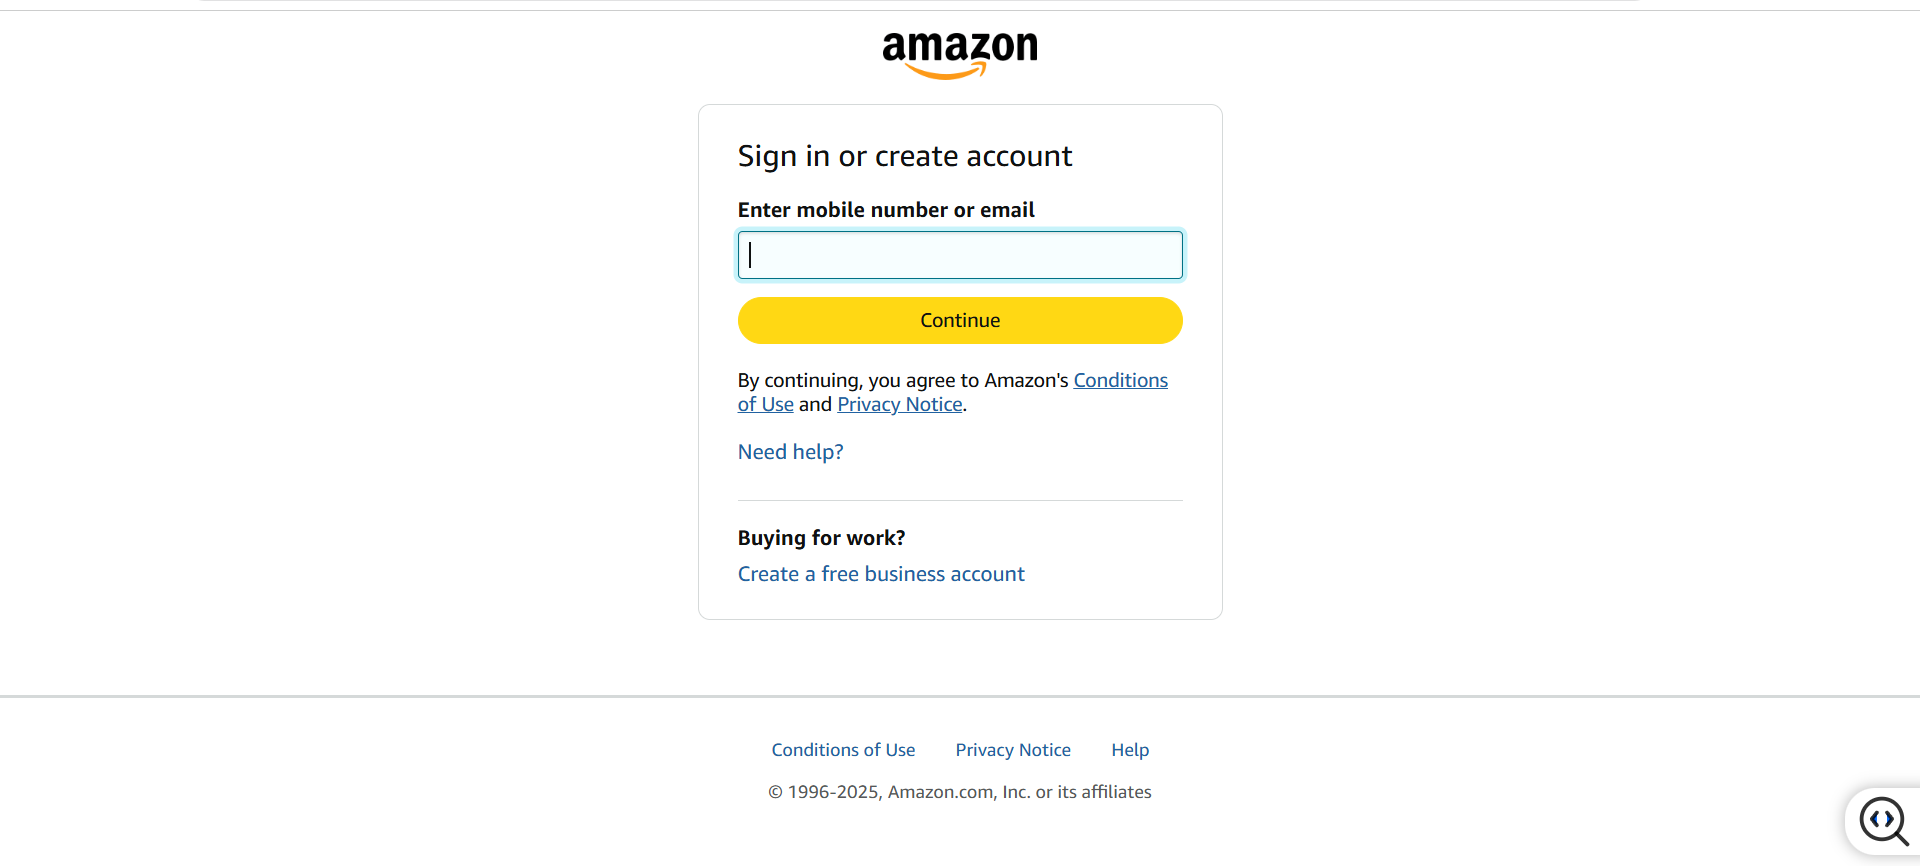 amazon
Sign in or create account
Enter mobile number or email
Continue
By continuing, you agree to Amazon's Conditions
of Use and Privacy Notice.
Need help?
Buying for work?
Create a free business account
Conditions of Use Privacy Notice Help
© 1996-2025, Amazon.com, Inc. or its affiliates